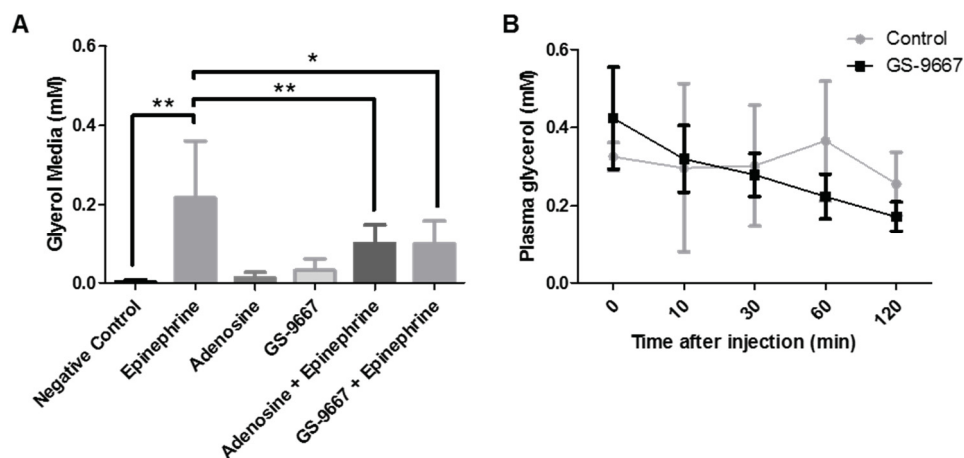 A
Glyerol Media (mM)
0.6
0.4
0.2
0.0
**
**
*
Negative Control
Epinephrine
Adenosine
GS-9667
Adenosine + Epinephrine
GS-9667 + Epinephrine
B
Control
GS-9667
Plasma glycerol (mM)
0.6
0.4
0.2
0.0
0
10
30
60
120
Time after injection (min)